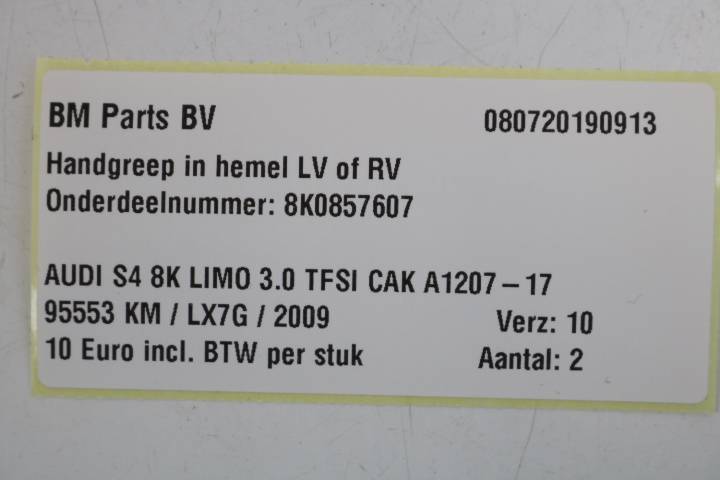 BM Parts BV 080720190913
Handgreep in hemel LV of RV
Onderdeelnummer: 8K0857607
AUDI S4 8K LIMO 3.0 TFSI CAK A1207 – 17
95553 KM / LX7G / 2009 Verz: 10
10 Euro incl. BTW per stuk Aantal: 2